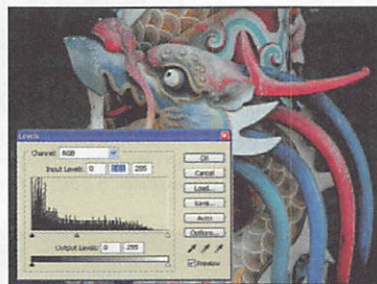 Levels
Channel: RGB
OK
Input Levels: 0 255
Cancel
Load...
Save...
Auto
Options...
Output Levels: 0 255
Preview